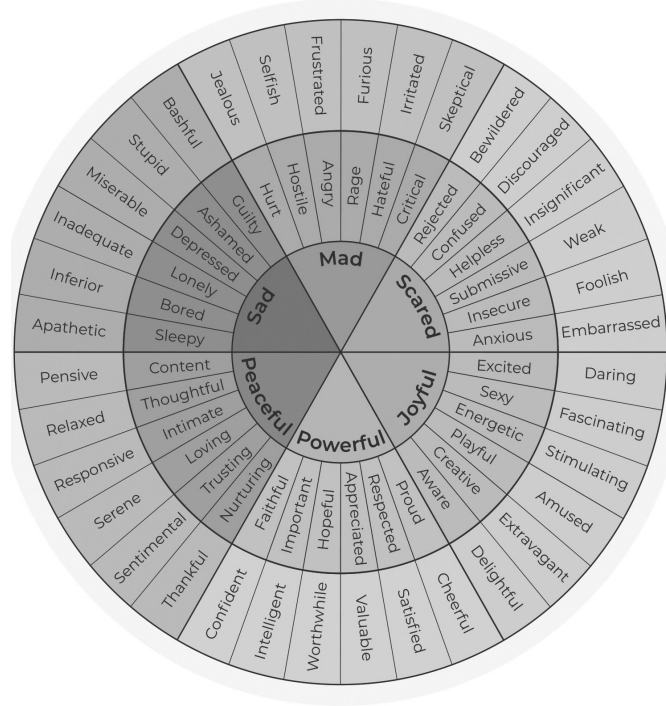 Mad
Scared
Joyful
Powerful
Peaceful
Sad
Hurt
Hostile
Angry
Rage
Hateful
Critical
Rejected
Confused
Helpless
Submissive
Insecure
Anxious
Excited
Sexy
Energetic
Playful
Creative
Aware
Proud
Respected
Appreciated
Hopeful
Important
Faithful
Nurturing
Trusting
Loving
Intimate
Thoughtful
Content
Sleepy
Bored
Lonely
Depressed
Ashamed
Guilty
Jealous
Selfish
Frustrated
Furious
Irritated
Skeptical
Bewildered
Discouraged
Insignificant
Weak
Foolish
Embarrassed
Daring
Fascinating
Stimulating
Amused
Extravagant
Delightful
Cheerful
Satisfied
Valuable
Worthwhile
Intelligent
Confident
Thankful
Sentimental
Serene
Responsive
Relaxed
Pensive
Apathetic
Inferior
Inadequate
Miserable
Stupid
Bashful